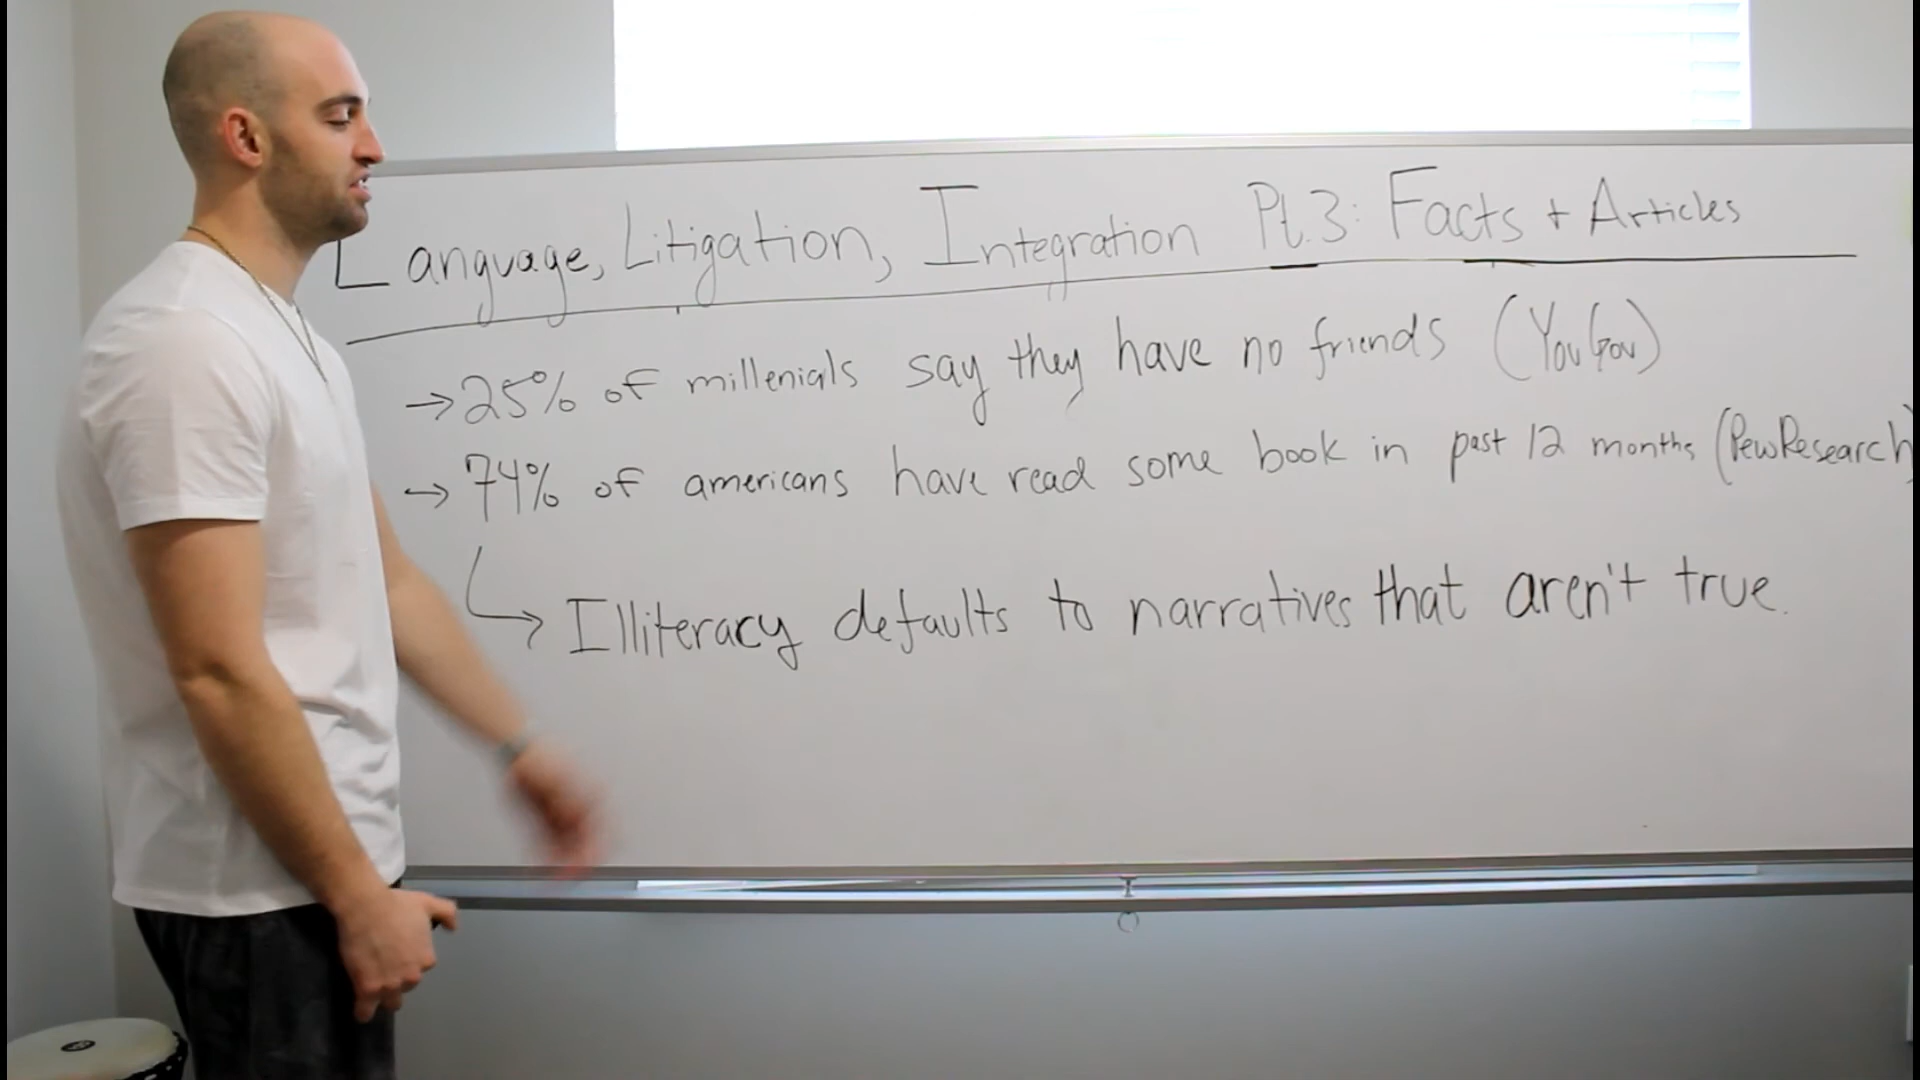 Language, Litigation, Integration Pt.3: Facts + Articles
→ 25% of millenials say they have no friends (YouGov)
→ 74% of americans have read some book in past 12 months (PewResearch)
↳ Illiteracy defaults to narratives that aren't true.